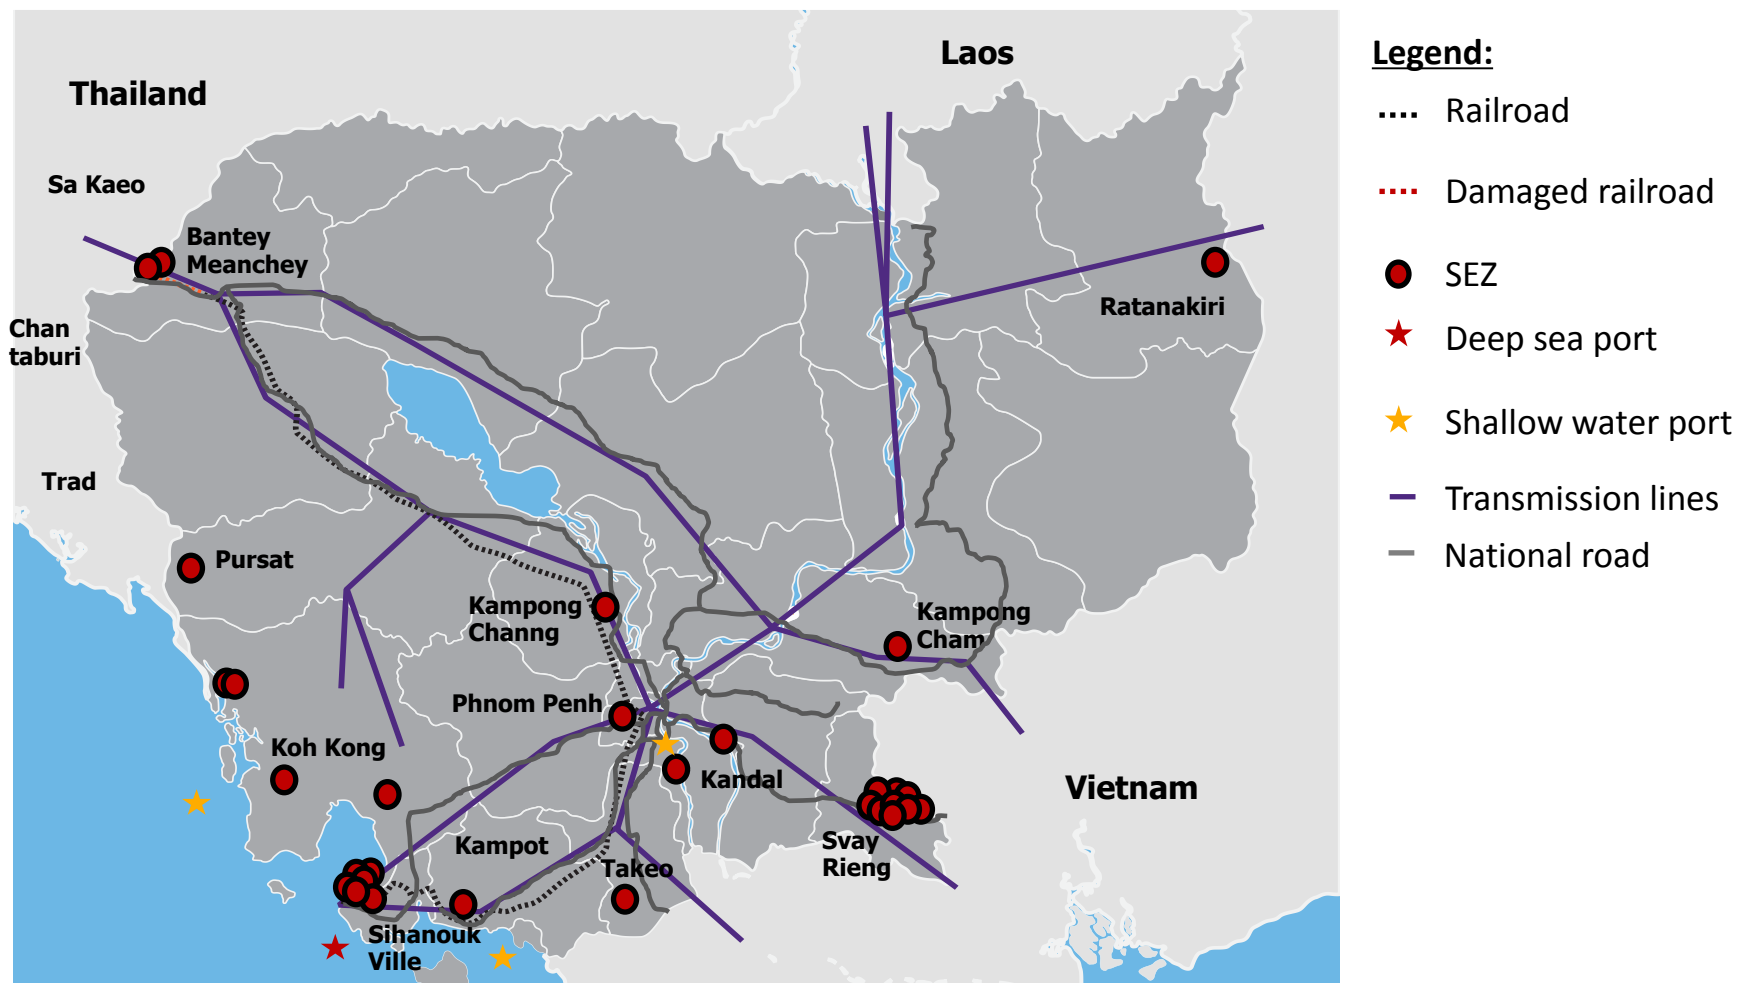 Laos
Legend:
Thailand
Railroad
Sa Kaeo
Damaged railroad
Bantey
Meanchey
SEZ
Ratanakiri
Chan
taburi
Deep sea port
Shallow water port
Trad
Transmission lines
Pursat
National road
Kampong
Channg
Kampong
Cham
Phnom Penh
Koh Kong
Kandal
Vietnam
Kampot
Svay
Rieng
Takeo
Sihanouk
Ville